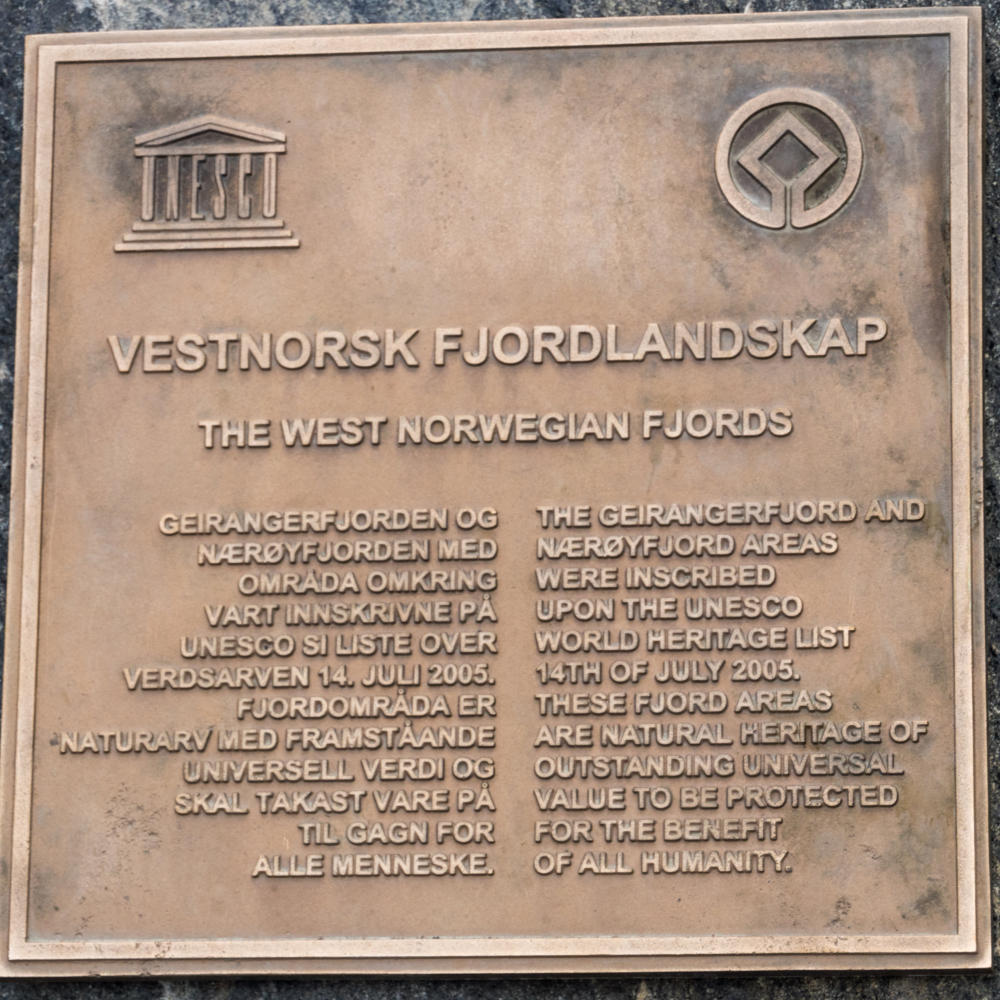 UNESCO
VESTNORSK FJORDLANDSKAP
THE WEST NORWEGIAN FJORDS
GEIRANGERFJORDEN OG
NÆRØYFJORDEN MED
OMRÅDA OMKRING
VART INNSKRIVNE PÅ
UNESCO SI LISTE OVER
VERDSARVEN 14. JULI 2005.
FJORDOMRÅDA ER
NATURARV MED FRAMSTÅANDE
UNIVERSELL VERDI OG
SKAL TAKAST VARE PÅ
TIL GAGN FOR
ALLE MENNESKE.
THE GEIRANGERFJORD AND
NÆRØYFJORD AREAS
WERE INSCRIBED
UPON THE UNESCO
WORLD HERITAGE LIST
14TH OF JULY 2005.
THESE FJORD AREAS
ARE NATURAL HERITAGE OF
OUTSTANDING UNIVERSAL
VALUE TO BE PROTECTED
FOR THE BENEFIT
OF ALL HUMANITY.